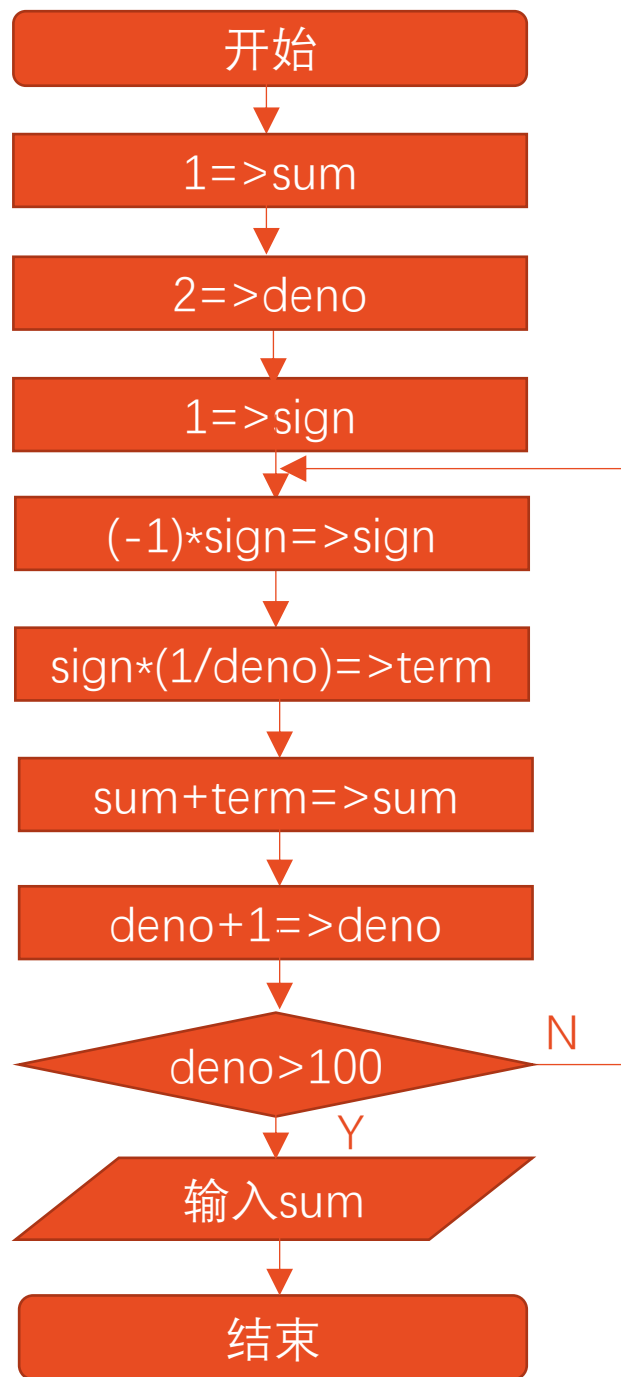 开始
1=>sum
2=>deno
1=>sign
(-1)*sign=>sign
sign*(1/deno)=>term
sum+term=>sum
deno+1=>deno
deno>100
N
Y
输入sum
结束